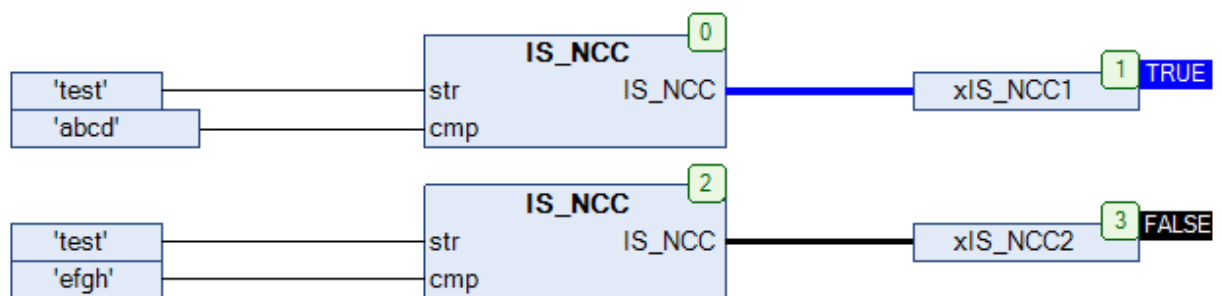 0
IS_NCC
'test' str IS_NCC xIS_NCC1 1 TRUE
'abcd' cmp
2
IS_NCC
'test' str IS_NCC xIS_NCC2 3 FALSE
'efgh' cmp